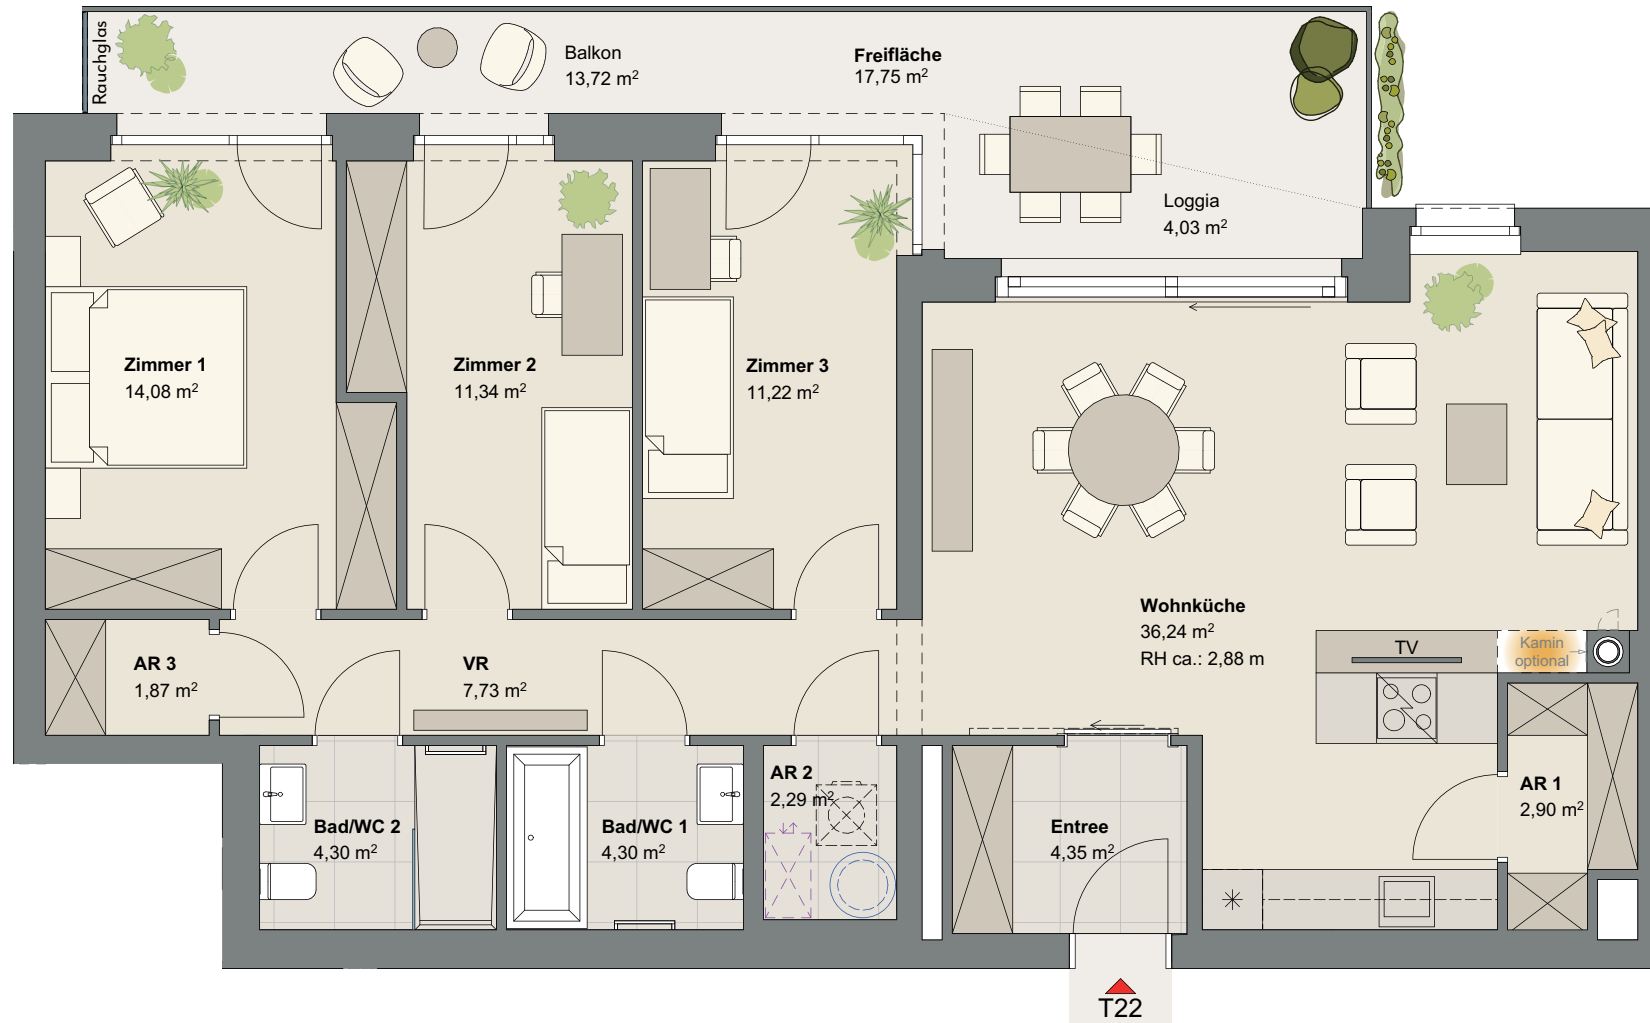 Rauchglas
Balkon
13,72 m²
Freifläche
17,75 m²
Loggia
4,03 m²
Zimmer 1
14,08 m²
Zimmer 2
11,34 m²
Zimmer 3
11,22 m²
Wohnküche
36,24 m²
RH ca.: 2,88 m
TV
Kamin
optional
AR 3
1,87 m²
VR
7,73 m²
AR 2
2,29 m²
AR 1
2,90 m²
Bad/WC 2
4,30 m²
Bad/WC 1
4,30 m²
Entree
4,35 m²
T22